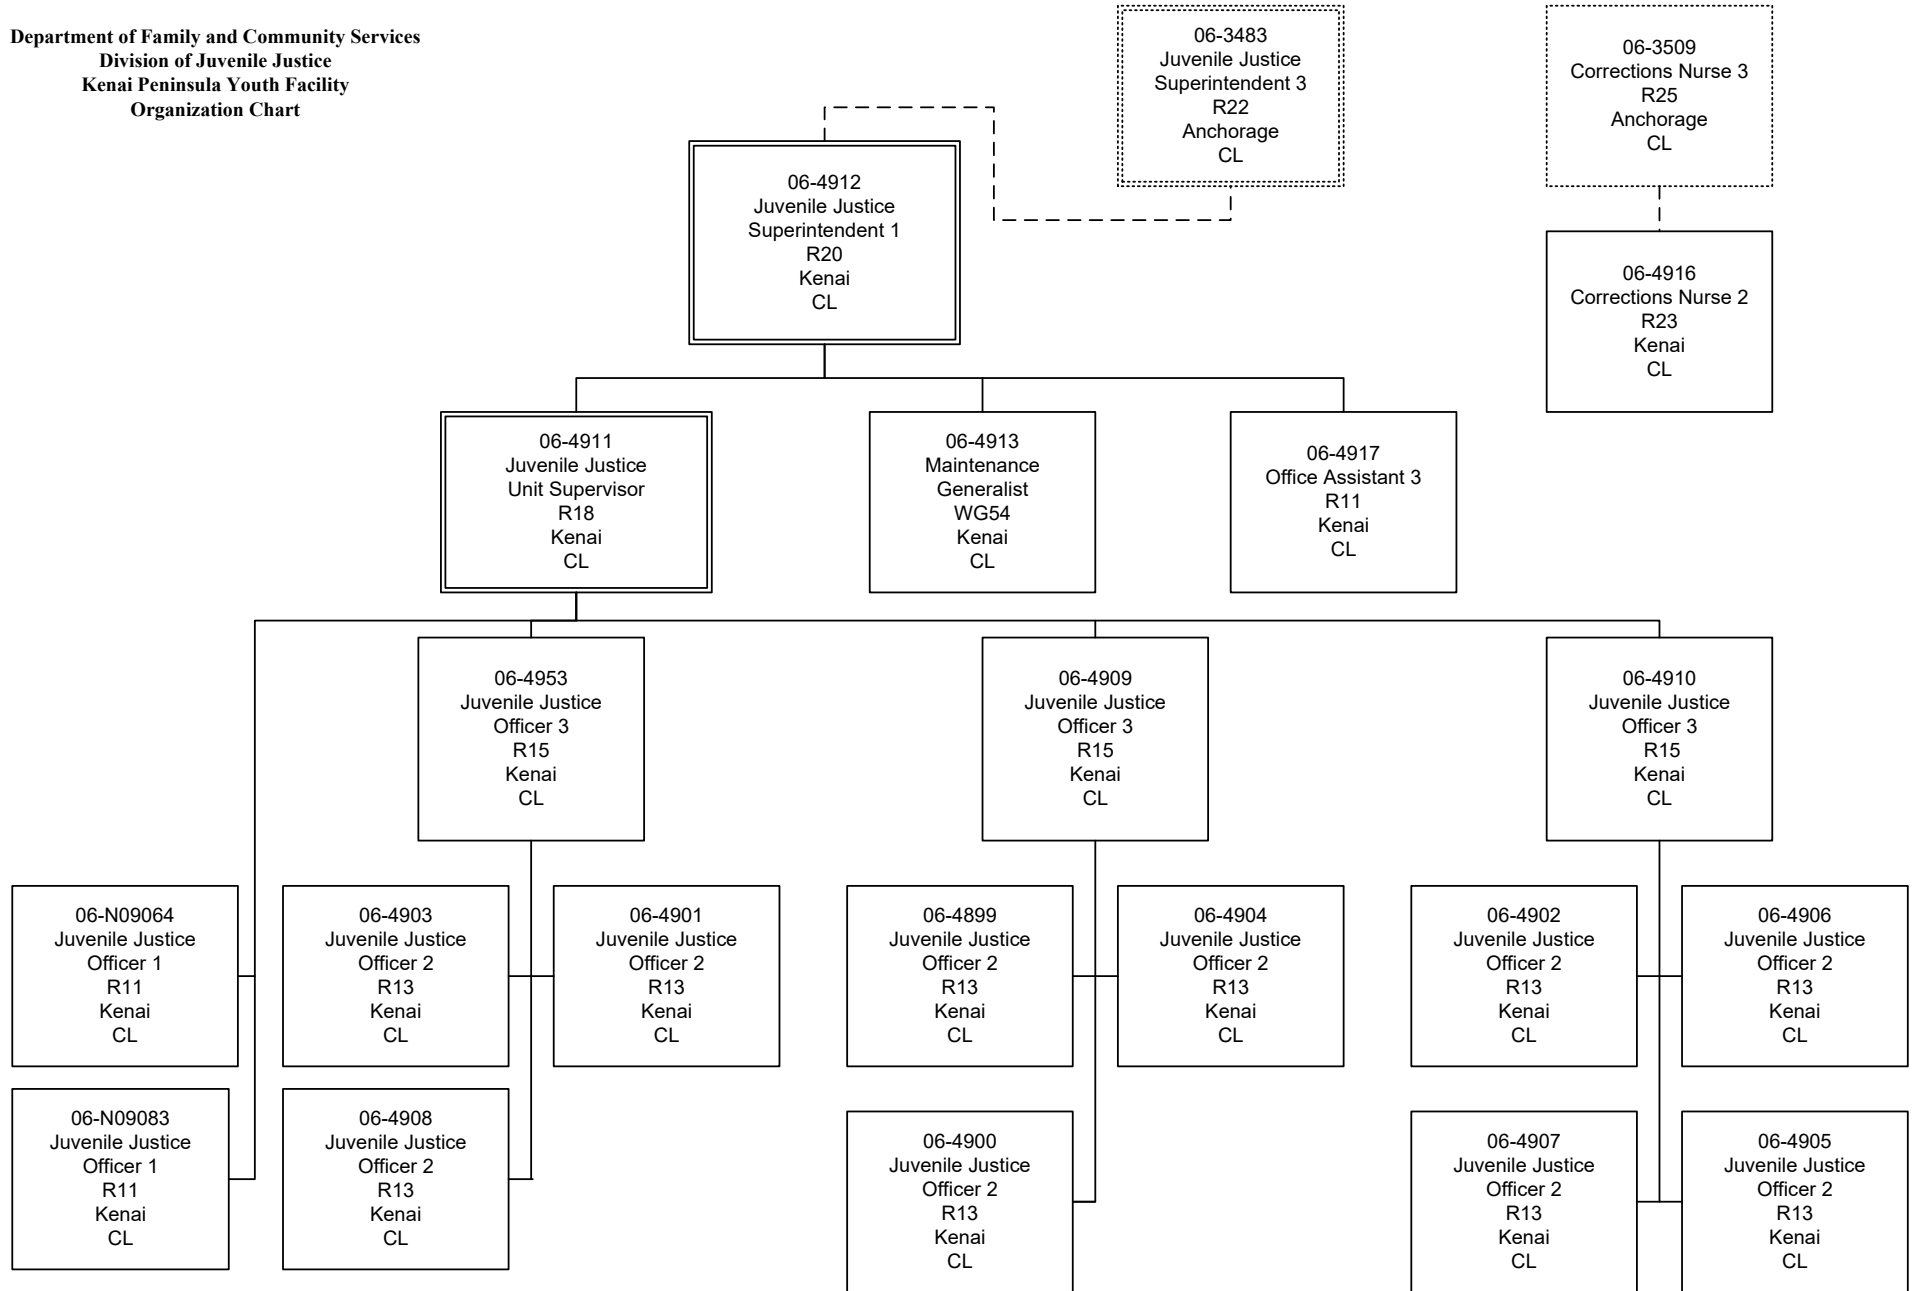 Department of Family and Community Services
Division of Juvenile Justice
Kenai Peninsula Youth Facility
Organization Chart
06-3483
Juvenile Justice
Superintendent 3
R22
Anchorage
CL
06-3509
Corrections Nurse 3
R25
Anchorage
CL
06-4912
Juvenile Justice
Superintendent 1
R20
Kenai
CL
06-4916
Corrections Nurse 2
R23
Kenai
CL
06-4911
Juvenile Justice
Unit Supervisor
R18
Kenai
CL
06-4913
Maintenance
Generalist
WG54
Kenai
CL
06-4917
Office Assistant 3
R11
Kenai
CL
06-4953
Juvenile Justice
Officer 3
R15
Kenai
CL
06-4909
Juvenile Justice
Officer 3
R15
Kenai
CL
06-4910
Juvenile Justice
Officer 3
R15
Kenai
CL
06-N09064
Juvenile Justice
Officer 1
R11
Kenai
CL
06-4903
Juvenile Justice
Officer 2
R13
Kenai
CL
06-4901
Juvenile Justice
Officer 2
R13
Kenai
CL
06-4899
Juvenile Justice
Officer 2
R13
Kenai
CL
06-4904
Juvenile Justice
Officer 2
R13
Kenai
CL
06-4902
Juvenile Justice
Officer 2
R13
Kenai
CL
06-4906
Juvenile Justice
Officer 2
R13
Kenai
CL
06-N09083
Juvenile Justice
Officer 1
R11
Kenai
CL
06-4908
Juvenile Justice
Officer 2
R13
Kenai
CL
06-4900
Juvenile Justice
Officer 2
R13
Kenai
CL
06-4907
Juvenile Justice
Officer 2
R13
Kenai
CL
06-4905
Juvenile Justice
Officer 2
R13
Kenai
CL